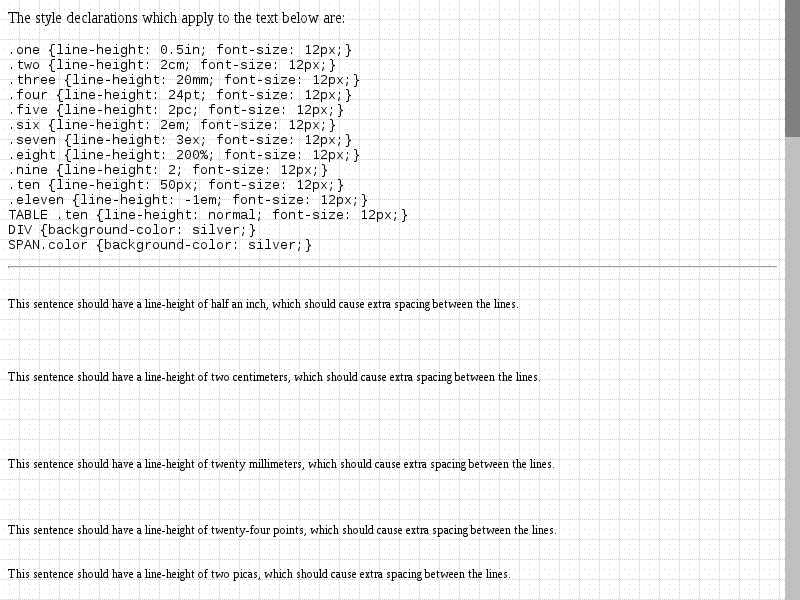 The style declarations which apply to the text below are:
.one {line-height: 0.5in; font-size: 12px;}
.two {line-height: 2cm; font-size: 12px;}
.three {line-height: 20mm; font-size: 12px;}
.four {line-height: 24pt; font-size: 12px;}
.five {line-height: 2pc; font-size: 12px;}
.six {line-height: 2em; font-size: 12px;}
.seven {line-height: 3ex; font-size: 12px;}
.eight {line-height: 200%; font-size: 12px;}
.nine {line-height: 2; font-size: 12px;}
.ten {line-height: 50px; font-size: 12px;}
.eleven {line-height: -1em; font-size: 12px;}
TABLE .ten {line-height: normal; font-size: 12px;}
DIV {background-color: silver;}
SPAN.color {background-color: silver;}
This sentence should have a line-height of half an inch, which should cause extra spacing between the lines.
This sentence should have a line-height of two centimeters, which should cause extra spacing between the lines.
This sentence should have a line-height of twenty millimeters, which should cause extra spacing between the lines.
This sentence should have a line-height of twenty-four points, which should cause extra spacing between the lines.
This sentence should have a line-height of two picas, which should cause extra spacing between the lines.